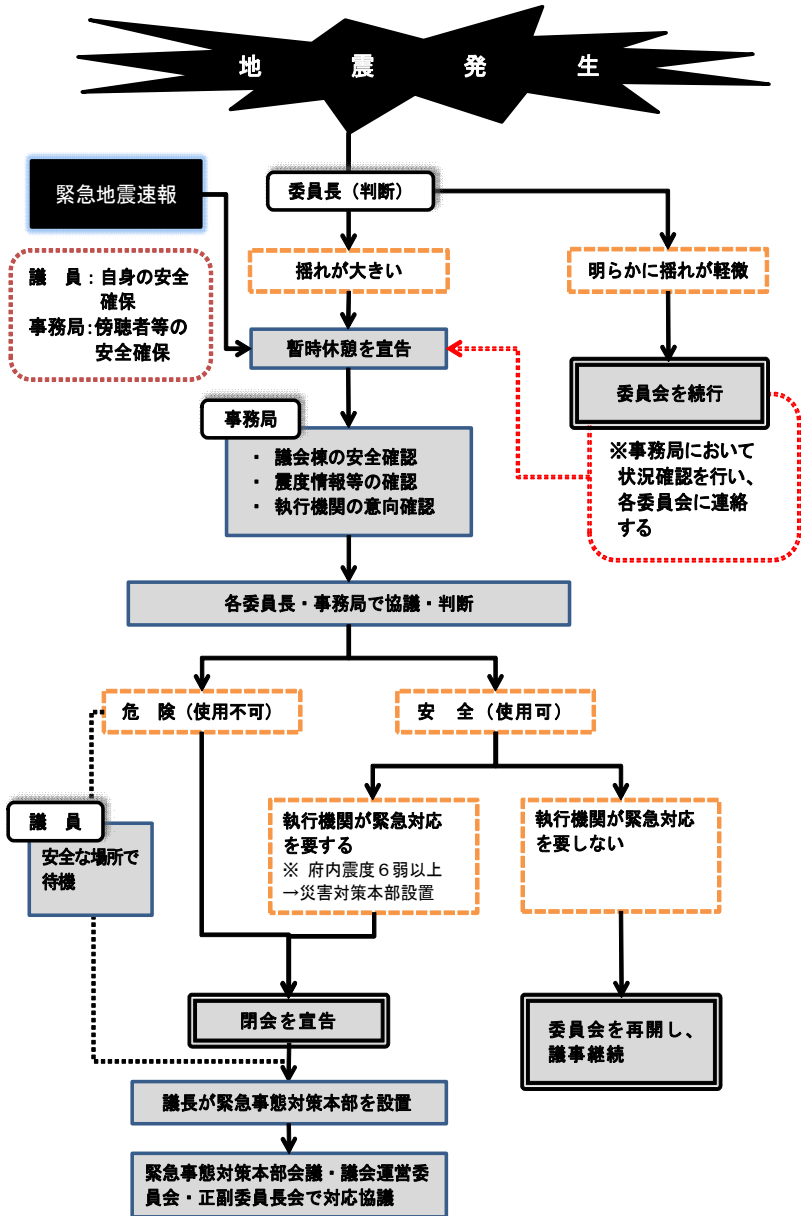 地 震 発 生
緊急地震速報
委員長（判断）
揺れが大きい
明らかに揺れが軽微
議 員：自身の安全
確保
事務局：傍聴者等の
安全確保
暫時休憩を宣告
委員会を続行
※事務局において
状況確認を行い、
各委員会に連絡
する
事務局
・ 議会棟の安全確認
・ 震度情報等の確認
・ 執行機関の意向確認
各委員長・事務局で協議・判断
危 険（使用不可）
安 全（使用可）
議 員
安全な場所で
待機
執行機関が緊急対応
を要する
※ 府内震度６弱以上
→災害対策本部設置
執行機関が緊急対応
を要しない
閉会を宣告
委員会を再開し、
議事継続
議長が緊急事態対策本部を設置
緊急事態対策本部会議・議会運営委
員会・正副委員長会で対応協議